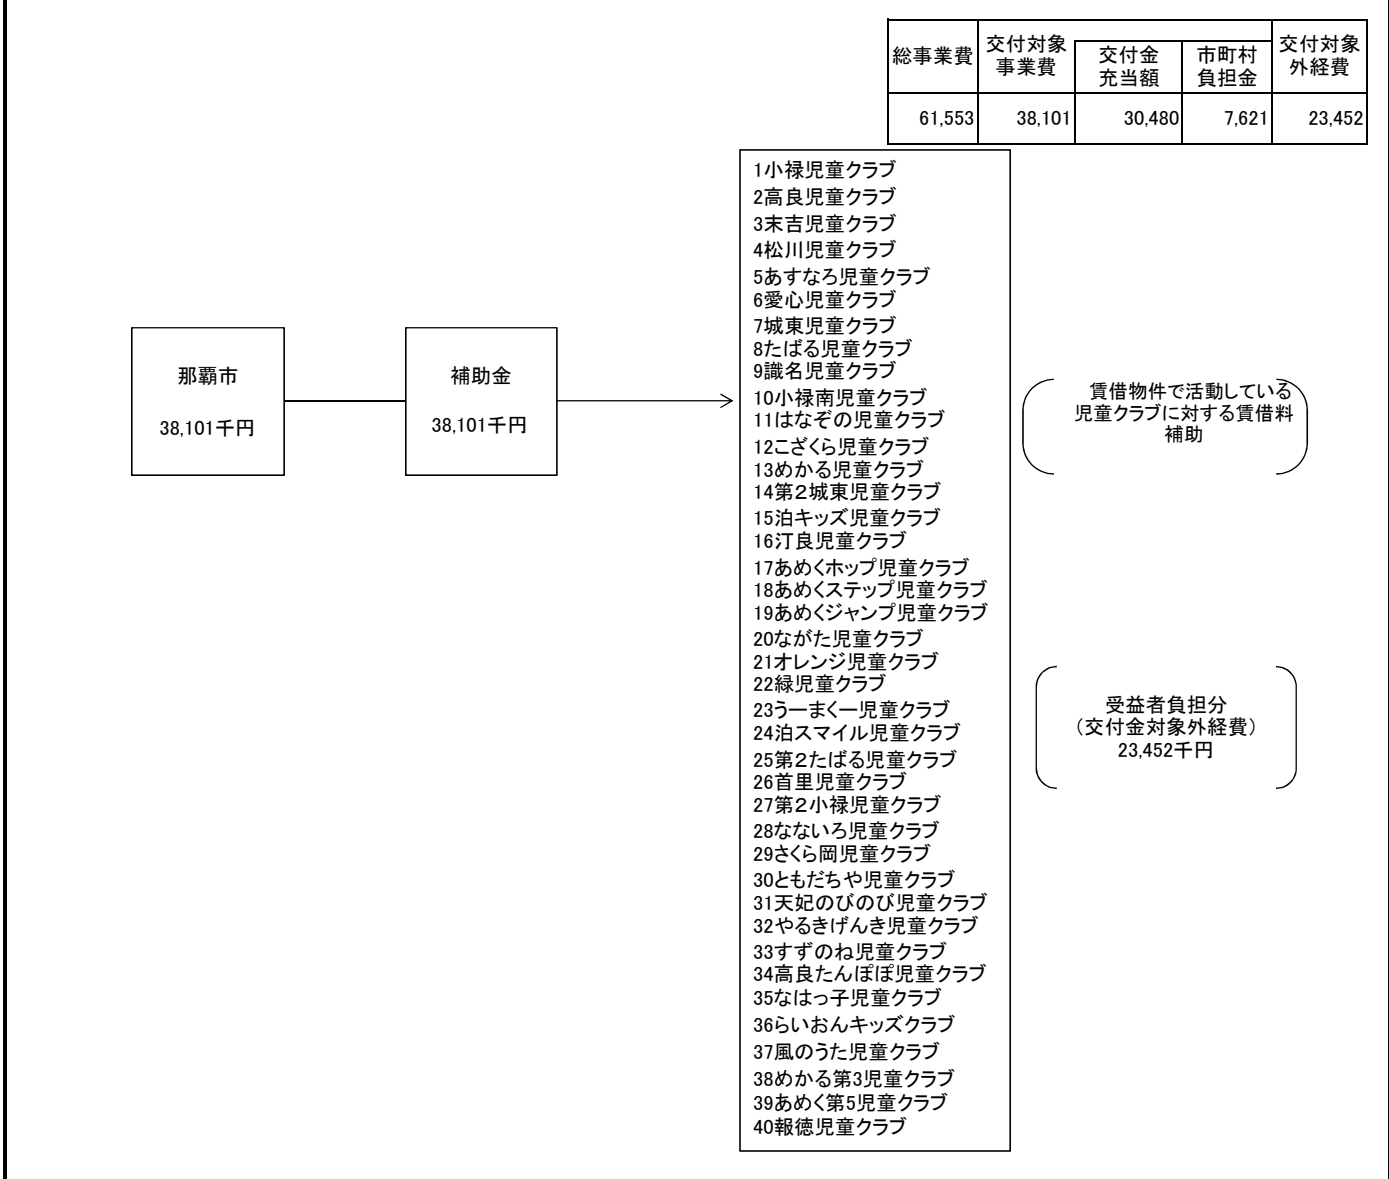 総事業費
交付対象
事業費
交付金
充当額
市町村
負担金
交付対象
外経費
61,553
38,101
30,480
7,621
23,452
那覇市
38,101千円
補助金
38,101千円
1小禄児童クラブ
2高良児童クラブ
3末吉児童クラブ
4松川児童クラブ
5あすなろ児童クラブ
6愛心児童クラブ
7城東児童クラブ
8たばる児童クラブ
9識名児童クラブ
10小禄南児童クラブ
11はなぞの児童クラブ
12こざくら児童クラブ
13めかる児童クラブ
14第2城東児童クラブ
15泊キッズ児童クラブ
16汀良児童クラブ
17あめくホップ児童クラブ
18あめくステップ児童クラブ
19あめくジャンプ児童クラブ
20ながた児童クラブ
21オレンジ児童クラブ
22緑児童クラブ
23うーまくー児童クラブ
24泊スマイル児童クラブ
25第2たばる児童クラブ
26首里児童クラブ
27第2小禄児童クラブ
28なないろ児童クラブ
29さくら岡児童クラブ
30ともだちや児童クラブ
31天妃のびのび児童クラブ
32やるきげんき児童クラブ
33すずのね児童クラブ
34高良たんぽぽ児童クラブ
35なはっ子児童クラブ
36らいおんキッズクラブ
37風のうた児童クラブ
38めかる第3児童クラブ
39あめく第5児童クラブ
40報徳児童クラブ
賃借物件で活動している
児童クラブに対する賃借料
補助
受益者負担分
（交付金対象外経費）
23,452千円